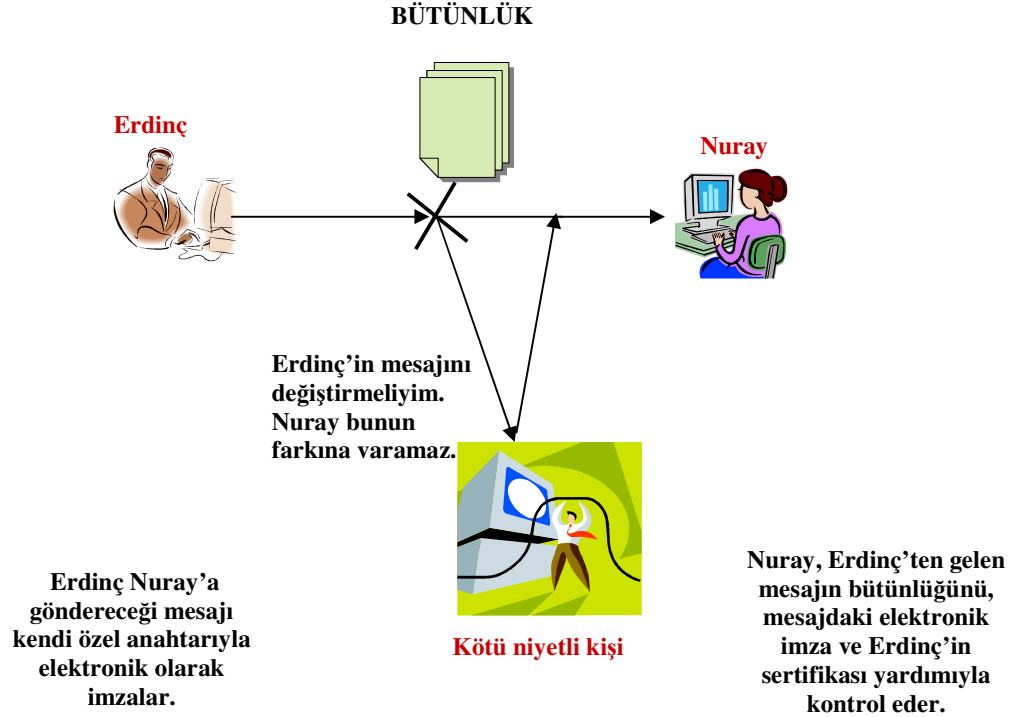 BÜTÜNLÜK
Erdinç
Nuray
Erdinç’in mesajını
değiştirmeliyim.
Nuray bunun
farkına varamaz.
Kötü niyetli kişi
Erdinç Nuray’a
göndereceği mesajı
kendi özel anahtarıyla
elektronik olarak
imzalar.
Nuray, Erdinç’ten gelen
mesajın bütünlüğünü,
mesajdaki elektronik
imza ve Erdinç’in
sertifikası yardımıyla
kontrol eder.